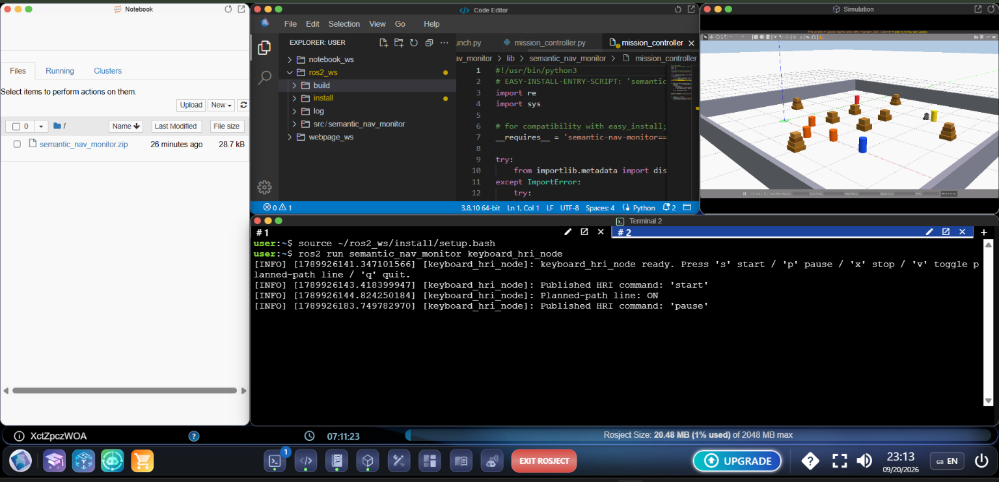 Notebook
Files Running Clusters
Select items to perform actions on them.
Upload New
0 / Name Last Modified File size
semantic_nav_monitor.zip 26 minutes ago 28.7 kB
Code Editor
File Edit Selection View Go Help
EXPLORER: USER
notebook_ws
ros2_ws
build
install
log
src/semantic_nav_monitor
webpage_ws
unch.py mission_controller.py mission_controller
av_monitor > lib > semantic_nav_monitor > mission_controller
1 #!/usr/bin/python3
2 # EASY-INSTALL-ENTRY-SCRIPT: 'semantic
3 import re
4 import sys
5
6 # for compatibility with easy_install;
7 __requires__ = 'semantic-nav-monitor==
8
9 try:
10 from importlib.metadata import dis
11 except ImportError:
12 try:
0 1 3.8.10 64-bit Ln 1, Col 1 LF UTF-8 Spaces: 4 Python 2
Simulation
Terminal 2
# 1 # 2 +
user:~$ source ~/ros2_ws/install/setup.bash
user:~$ ros2 run semantic_nav_monitor keyboard_hri_node
[INFO] [1789926141.347101566] [keyboard_hri_node]: keyboard_hri_node ready. Press 's' start / 'p' pause / 'x' stop / 'v' toggle p
lanned-path line / 'q' quit.
[INFO] [1789926143.418399947] [keyboard_hri_node]: Published HRI command: 'start'
[INFO] [1789926144.824250184] [keyboard_hri_node]: Planned-path line: ON
[INFO] [1789926183.749782970] [keyboard_hri_node]: Published HRI command: 'pause'
XctZpczWOA ? 07:11:23 Rosject Size: 20.48 MB (1% used) of 2048 MB max
1 EXIT ROSJECT UPGRADE ? 23:13 GB EN
09/20/2026